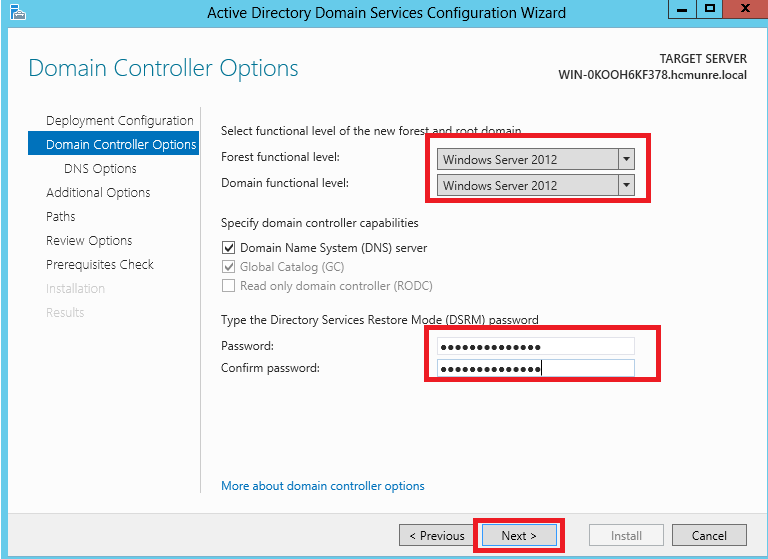 Active Directory Domain Services Configuration Wizard
Domain Controller Options
TARGET SERVER
WIN-0KOOH6KF378.hcmunre.local
Deployment Configuration
Domain Controller Options
DNS Options
Additional Options
Paths
Review Options
Prerequisites Check
Installation
Results
Select functional level of the new forest and root domain
Forest functional level: Windows Server 2012
Domain functional level: Windows Server 2012
Specify domain controller capabilities
Domain Name System (DNS) server
Global Catalog (GC)
Read only domain controller (RODC)
Type the Directory Services Restore Mode (DSRM) password
Password: ••••••••••••••
Confirm password: ••••••••••••••
More about domain controller options
< Previous Next > Install Cancel